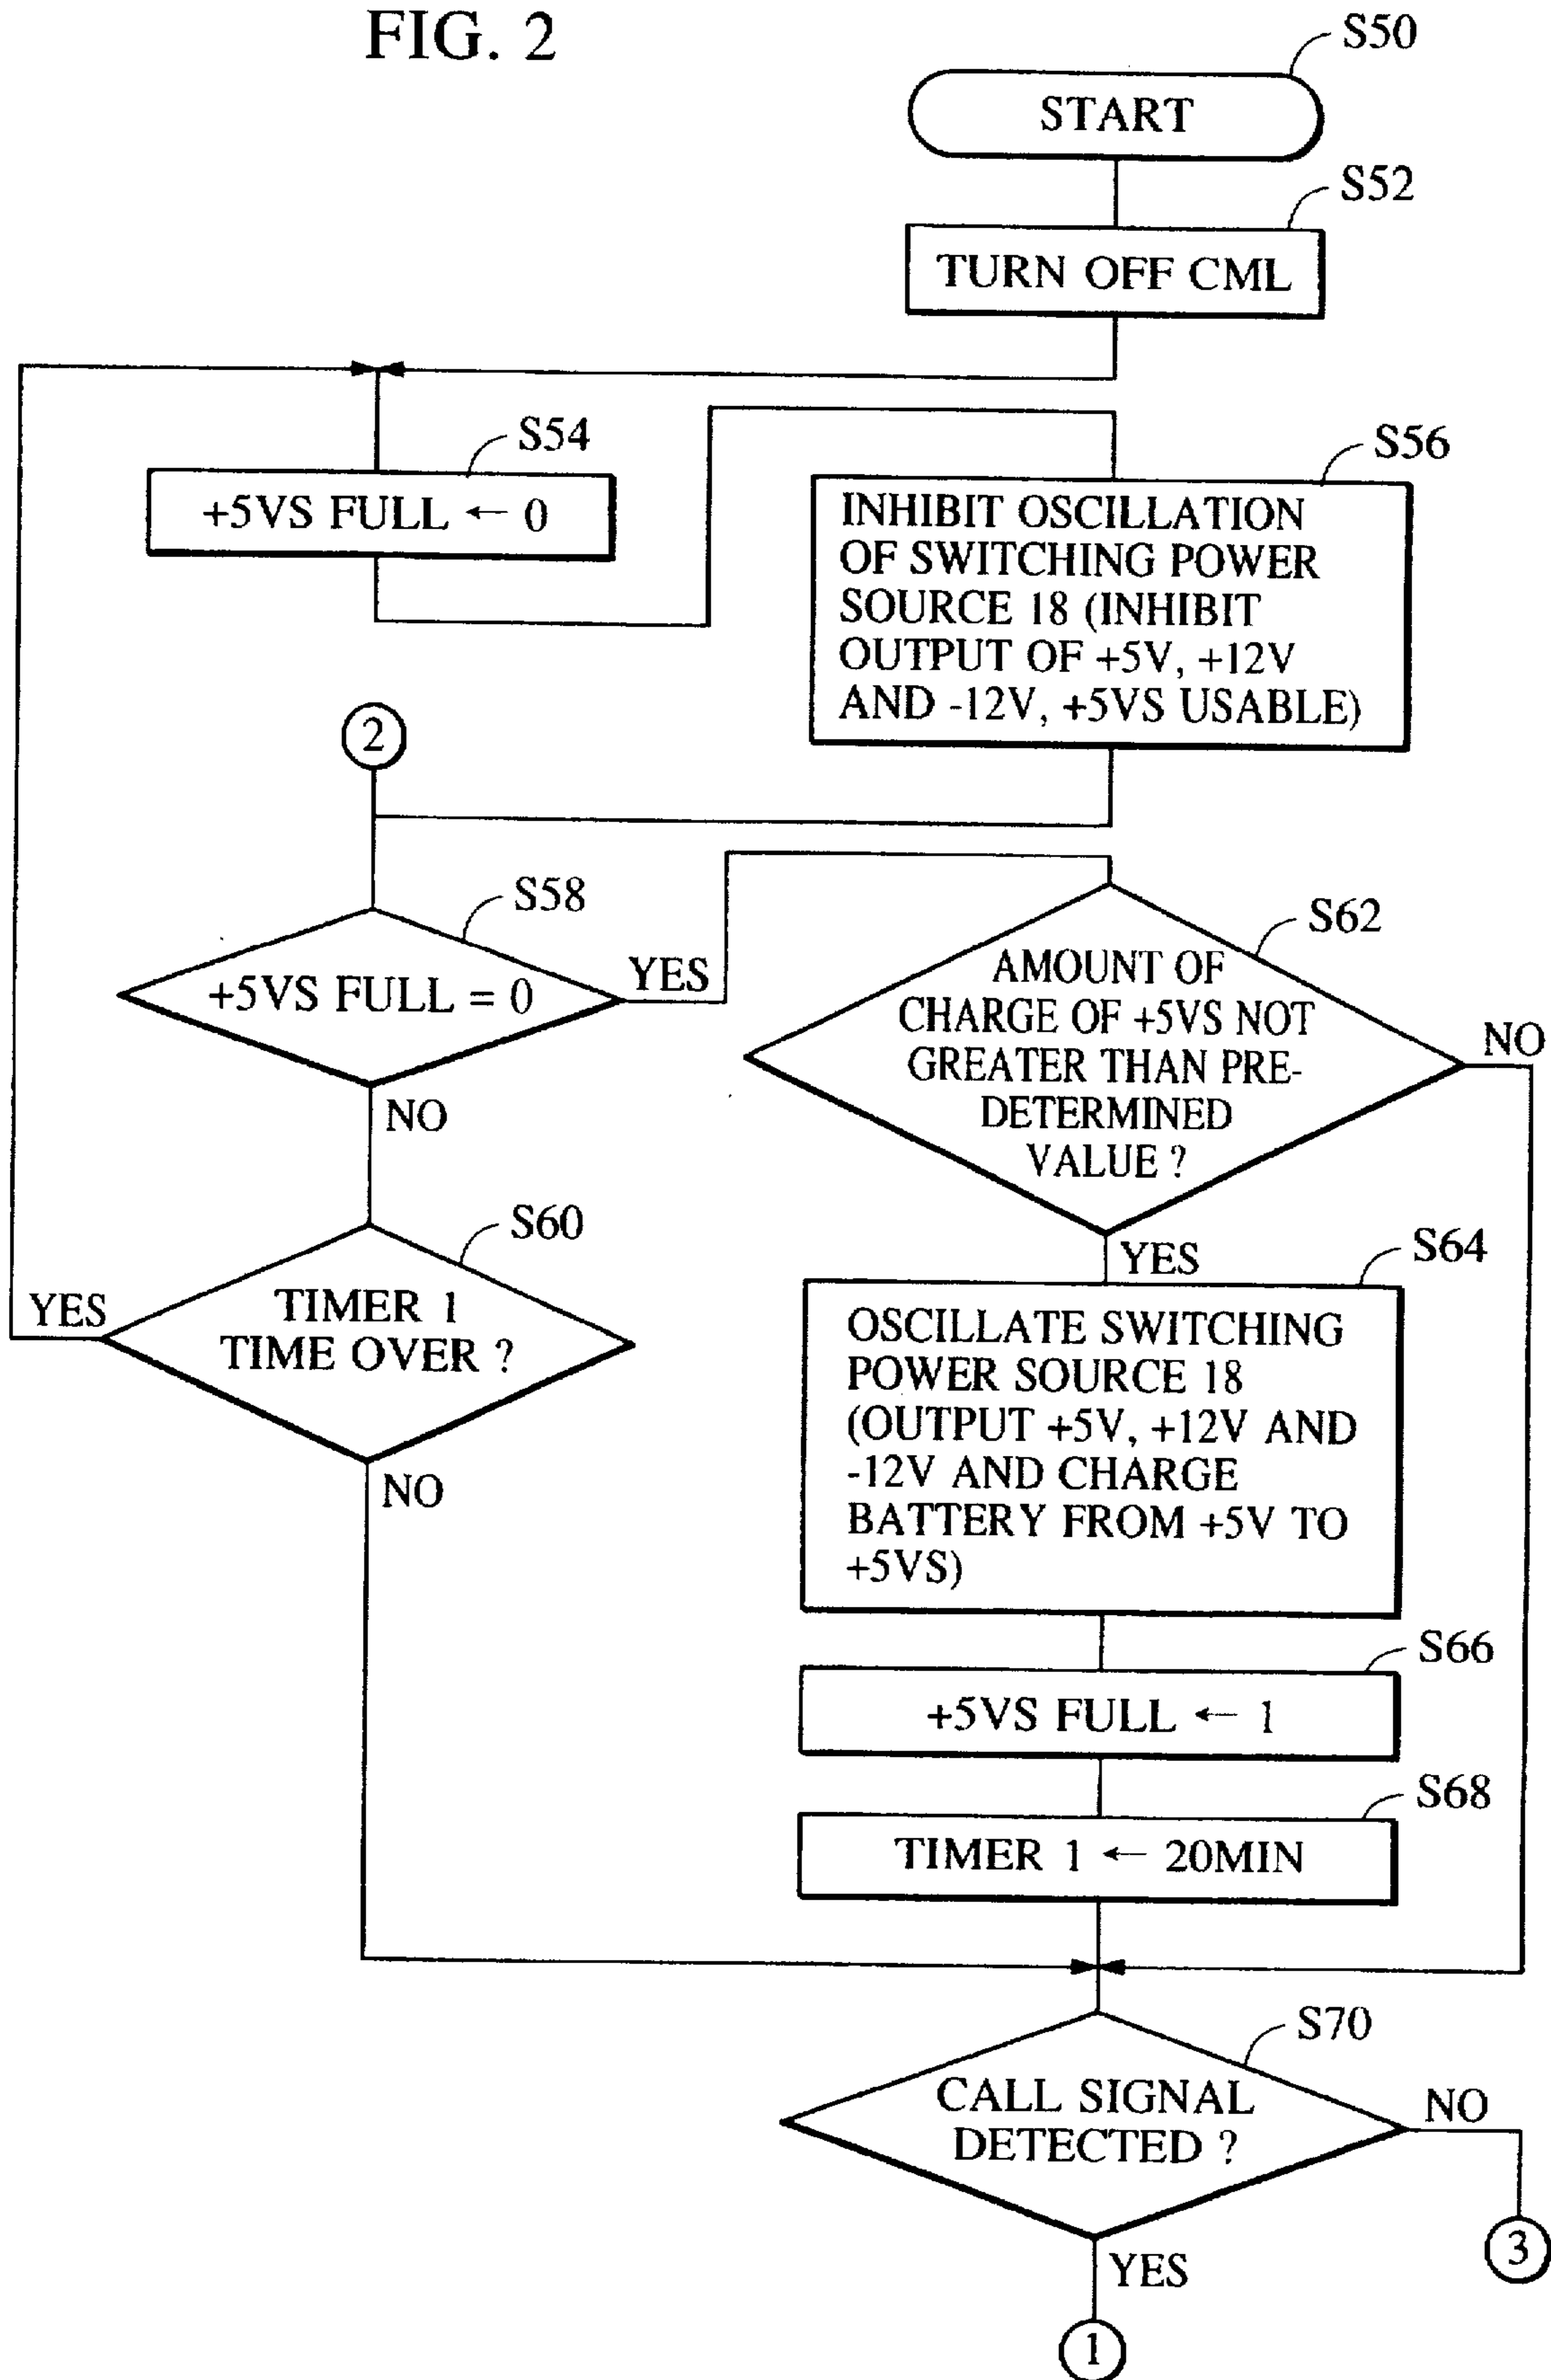 FIG. 2
S50
START
S52
TURN OFF CML
S54
+5VS FULL ← 0
S56
INHIBIT OSCILLATION
OF SWITCHING POWER
SOURCE 18 (INHIBIT
OUTPUT OF +5V, +12V
AND -12V, +5VS USABLE)
2
S58
+5VS FULL = 0
YES
NO
S62
AMOUNT OF
CHARGE OF +5VS NOT
GREATER THAN PRE-
DETERMINED
VALUE ?
NO
YES
S60
TIMER 1
TIME OVER ?
YES
NO
S64
OSCILLATE SWITCHING
POWER SOURCE 18
(OUTPUT +5V, +12V AND
-12V AND CHARGE
BATTERY FROM +5V TO
+5VS)
S66
+5VS FULL ← 1
S68
TIMER 1 ← 20MIN
S70
CALL SIGNAL
DETECTED ?
NO
3
YES
1